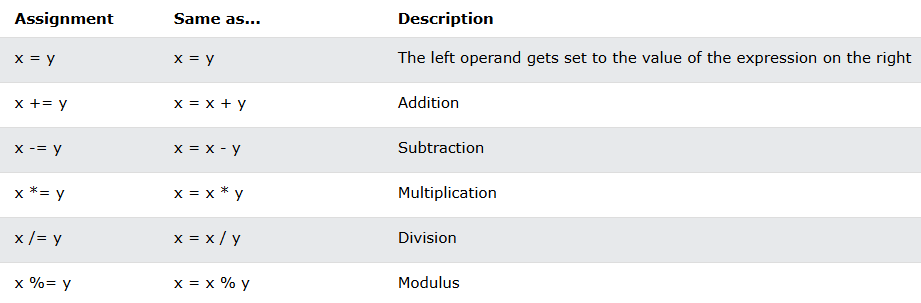 Assignment Same as... Description
x = y x = y The left operand gets set to the value of the expression on the right
x += y x = x + y Addition
x -= y x = x - y Subtraction
x *= y x = x * y Multiplication
x /= y x = x / y Division
x %= y x = x % y Modulus